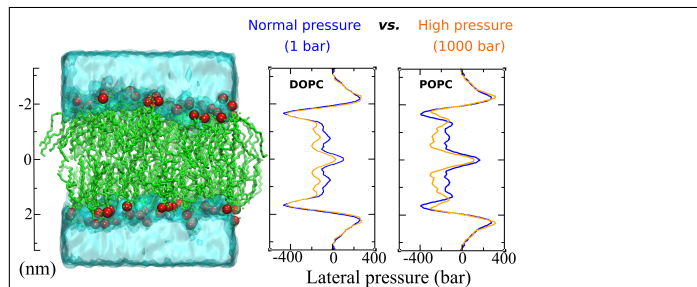 Normal pressure vs. High pressure
(1 bar) (1000 bar)
DOPC POPC
-2
0
2
(nm)
-400 0 400 -400 0 400
Lateral pressure (bar)